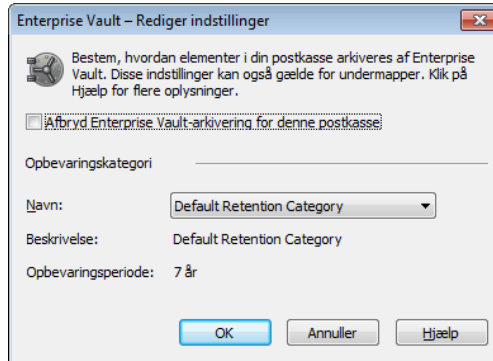 Enterprise Vault – Rediger indstillinger
Bestem, hvordan elementer i din postkasse arkiveres af Enterprise
Vault. Disse indstillinger kan også gælde for undermapper. Klik på
Hjælp for flere oplysninger.
Afbryd Enterprise Vault-arkivering for denne postkasse
Opbevaringskategori
Navn: Default Retention Category
Beskrivelse: Default Retention Category
Opbevaringsperiode: 7 år
OK Annuller Hjælp